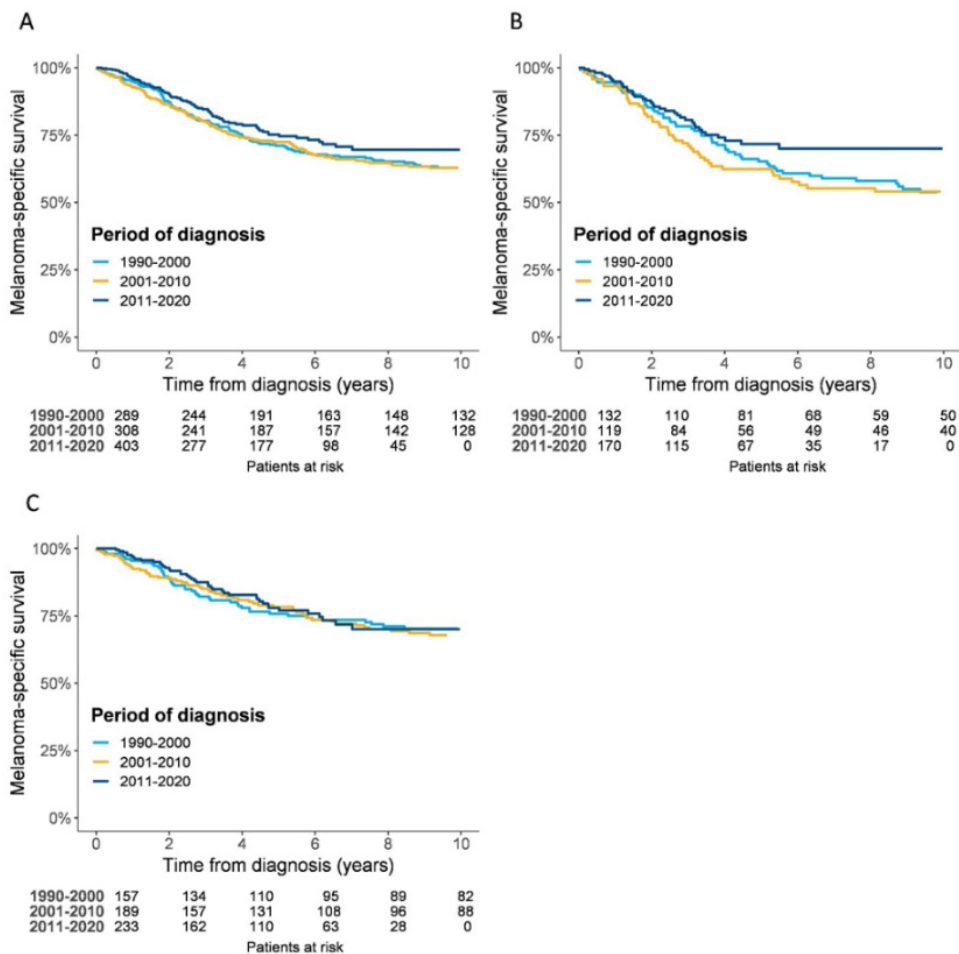 A
Melanoma-specific survival
100%
75%
50%
25%
0%
Period of diagnosis
1990-2000
2001-2010
2011-2020
0 2 4 6 8 10
Time from diagnosis (years)
1990-2000 289 244 191 163 148 132
2001-2010 308 241 187 157 142 128
2011-2020 403 277 177 98 45 0
Patients at risk
B
Melanoma-specific survival
100%
75%
50%
25%
0%
Period of diagnosis
1990-2000
2001-2010
2011-2020
0 2 4 6 8 10
Time from diagnosis (years)
1990-2000 132 110 81 68 59 50
2001-2010 119 84 56 49 46 40
2011-2020 170 115 67 35 17 0
Patients at risk
C
Melanoma-specific survival
100%
75%
50%
25%
0%
Period of diagnosis
1990-2000
2001-2010
2011-2020
0 2 4 6 8 10
Time from diagnosis (years)
1990-2000 157 134 110 95 89 82
2001-2010 189 157 131 108 96 88
2011-2020 233 162 110 63 28 0
Patients at risk